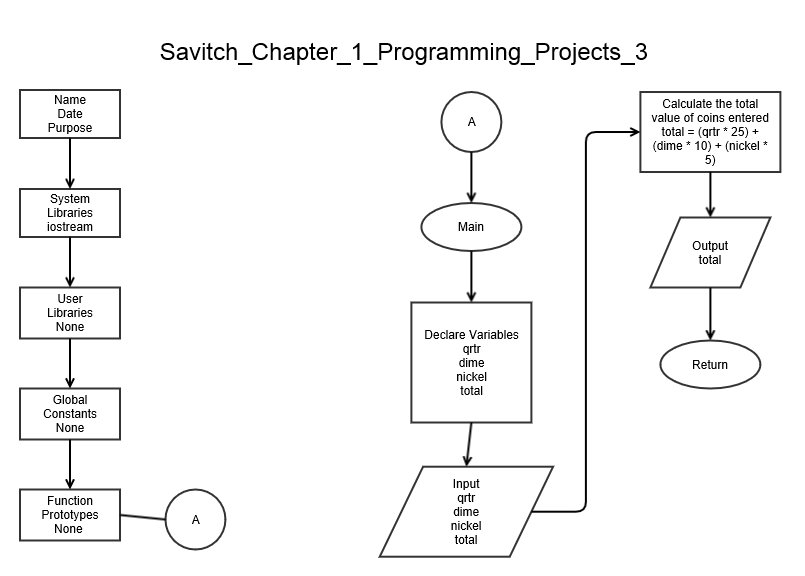 Savitch_Chapter_1_Programming_Projects_3
Name
Date
Purpose
System
Libraries
iostream
User
Libraries
None
Global
Constants
None
Function
Prototypes
None
A
A
Main
Declare Variables
qrtr
dime
nickel
total
Input
qrtr
dime
nickel
total
Calculate the total
value of coins entered
total = (qrtr * 25) +
(dime * 10) + (nickel *
5)
Output
total
Return